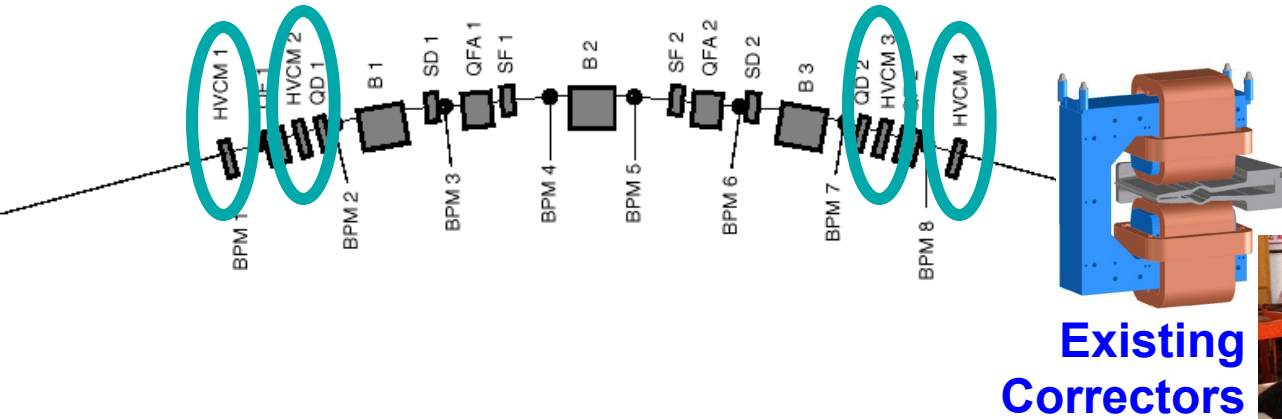 HVCM 1
HVCM 2
QD 1
B 1
SD 1
QFA 1
SF 1
B 2
SF 2
QFA 2
SD 2
B 3
QD 2
HVCM 3
HVCM 4
BPM 1
BPM 2
BPM 3
BPM 4
BPM 5
BPM 6
BPM 7
BPM 8
Existing
Correctors